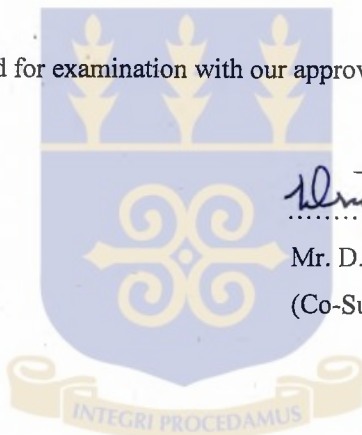 d for examination with our approv
Mr. D.
(Co-Su
INTEGRI PROCEDAMUS